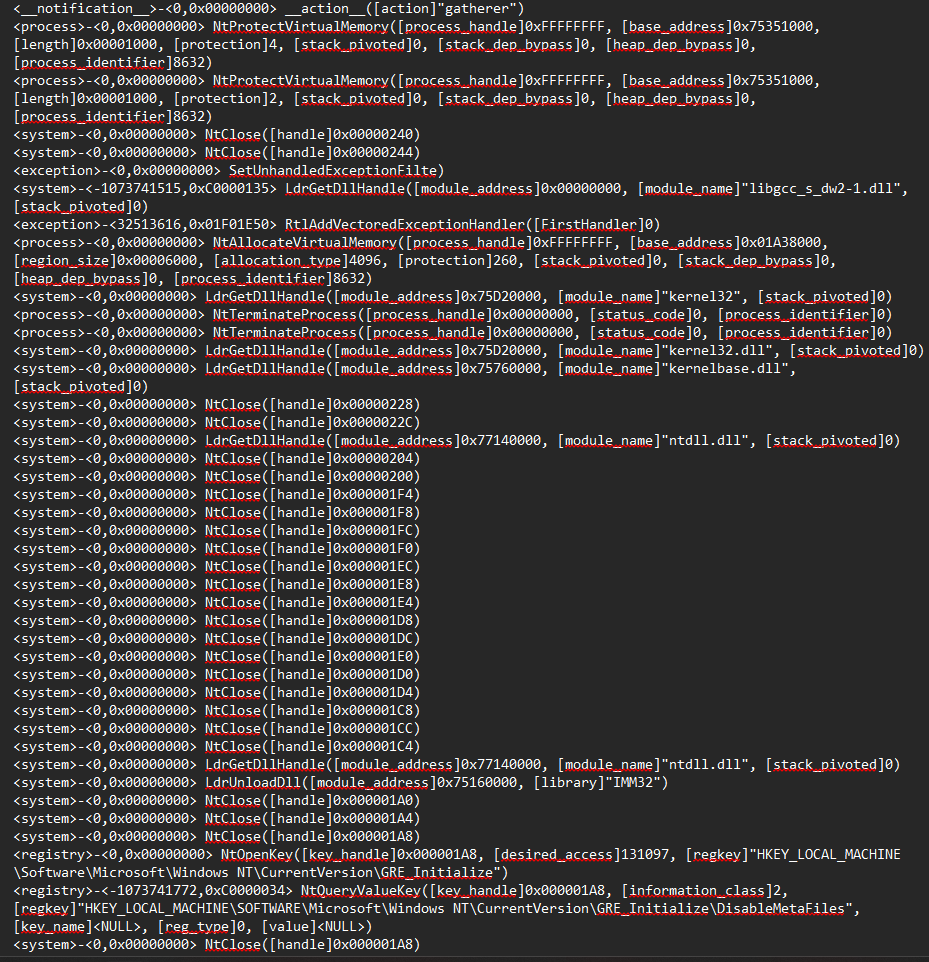 <__notification__>-<0,0x00000000> __action__([action]"gatherer")
<process>-<0,0x00000000> NtProtectVirtualMemory([process_handle]0xFFFFFFFF, [base_address]0x75351000,
[length]0x00001000, [protection]4, [stack_pivoted]0, [stack_dep_bypass]0, [heap_dep_bypass]0,
[process_identifier]8632)
<process>-<0,0x00000000> NtProtectVirtualMemory([process_handle]0xFFFFFFFF, [base_address]0x75351000,
[length]0x00001000, [protection]2, [stack_pivoted]0, [stack_dep_bypass]0, [heap_dep_bypass]0,
[process_identifier]8632)
<system>-<0,0x00000000> NtClose([handle]0x00000240)
<system>-<0,0x00000000> NtClose([handle]0x00000244)
<exception>-<0,0x00000000> SetUnhandledExceptionFilte)
<system>-<-1073741515,0xC0000135> LdrGetDllHandle([module_address]0x00000000, [module_name]"libgcc_s_dw2-1.dll",
[stack_pivoted]0)
<exception>-<32513616,0x01F01E50> RtlAddVectoredExceptionHandler([FirstHandler]0)
<process>-<0,0x00000000> NtAllocateVirtualMemory([process_handle]0xFFFFFFFF, [base_address]0x01A38000,
[region_size]0x00006000, [allocation_type]4096, [protection]260, [stack_pivoted]0, [stack_dep_bypass]0,
[heap_dep_bypass]0, [process_identifier]8632)
<system>-<0,0x00000000> LdrGetDllHandle([module_address]0x75D20000, [module_name]"kernel32", [stack_pivoted]0)
<process>-<0,0x00000000> NtTerminateProcess([process_handle]0x00000000, [status_code]0, [process_identifier]0)
<process>-<0,0x00000000> NtTerminateProcess([process_handle]0x00000000, [status_code]0, [process_identifier]0)
<system>-<0,0x00000000> LdrGetDllHandle([module_address]0x75D20000, [module_name]"kernel32.dll", [stack_pivoted]0)
<system>-<0,0x00000000> LdrGetDllHandle([module_address]0x75760000, [module_name]"kernelbase.dll",
[stack_pivoted]0)
<system>-<0,0x00000000> NtClose([handle]0x00000228)
<system>-<0,0x00000000> NtClose([handle]0x0000022C)
<system>-<0,0x00000000> LdrGetDllHandle([module_address]0x77140000, [module_name]"ntdll.dll", [stack_pivoted]0)
<system>-<0,0x00000000> NtClose([handle]0x00000204)
<system>-<0,0x00000000> NtClose([handle]0x00000200)
<system>-<0,0x00000000> NtClose([handle]0x000001F4)
<system>-<0,0x00000000> NtClose([handle]0x000001F8)
<system>-<0,0x00000000> NtClose([handle]0x000001FC)
<system>-<0,0x00000000> NtClose([handle]0x000001F0)
<system>-<0,0x00000000> NtClose([handle]0x000001EC)
<system>-<0,0x00000000> NtClose([handle]0x000001E8)
<system>-<0,0x00000000> NtClose([handle]0x000001E4)
<system>-<0,0x00000000> NtClose([handle]0x000001D8)
<system>-<0,0x00000000> NtClose([handle]0x000001DC)
<system>-<0,0x00000000> NtClose([handle]0x000001E0)
<system>-<0,0x00000000> NtClose([handle]0x000001D0)
<system>-<0,0x00000000> NtClose([handle]0x000001D4)
<system>-<0,0x00000000> NtClose([handle]0x000001C8)
<system>-<0,0x00000000> NtClose([handle]0x000001CC)
<system>-<0,0x00000000> NtClose([handle]0x000001C4)
<system>-<0,0x00000000> LdrGetDllHandle([module_address]0x77140000, [module_name]"ntdll.dll", [stack_pivoted]0)
<system>-<0,0x00000000> LdrUnloadDll([module_address]0x75160000, [library]"IMM32")
<system>-<0,0x00000000> NtClose([handle]0x000001A0)
<system>-<0,0x00000000> NtClose([handle]0x000001A4)
<system>-<0,0x00000000> NtClose([handle]0x000001A8)
<registry>-<0,0x00000000> NtOpenKey([key_handle]0x000001A8, [desired_access]131097, [regkey]"HKEY_LOCAL_MACHINE
\Software\Microsoft\Windows NT\CurrentVersion\GRE_Initialize")
<registry>-<-1073741772,0xC0000034> NtQueryValueKey([key_handle]0x000001A8, [information_class]2,
[regkey]"HKEY_LOCAL_MACHINE\SOFTWARE\Microsoft\Windows NT\CurrentVersion\GRE_Initialize\DisableMetaFiles",
[key_name]<NULL>, [reg_type]0, [value]<NULL>)
<system>-<0,0x00000000> NtClose([handle]0x000001A8)